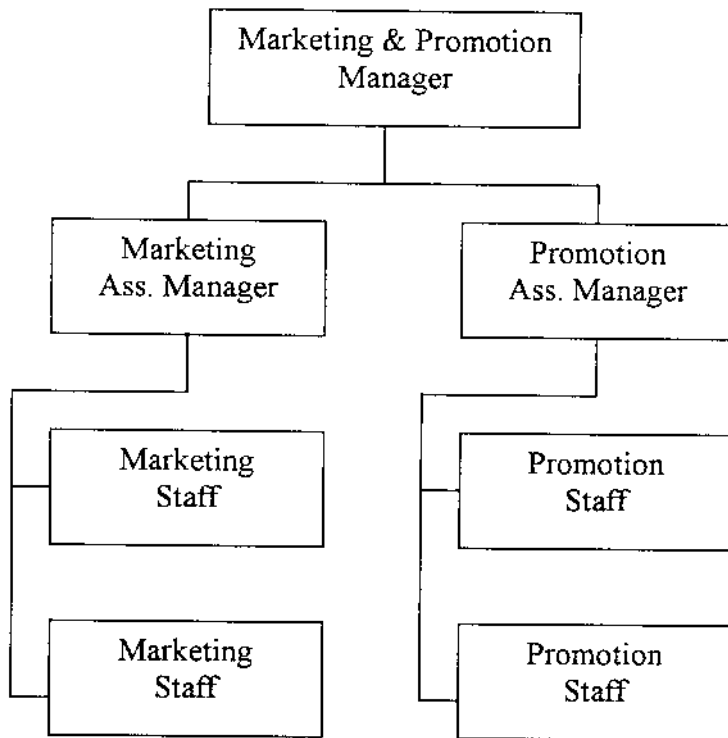 Marketing & Promotion
Manager
Marketing
Ass. Manager
Promotion
Ass. Manager
Marketing
Staff
Promotion
Staff
Marketing
Staff
Promotion
Staff